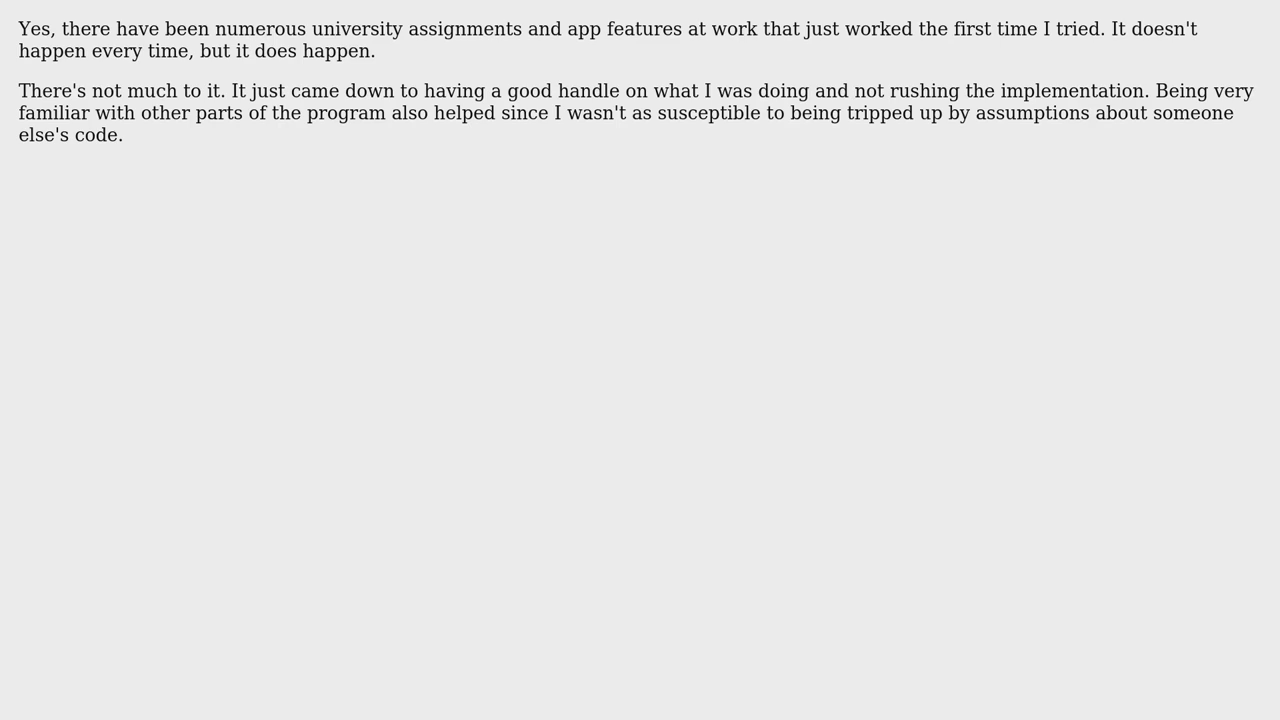 Yes, there have been numerous university assignments and app features at work that just worked the first time I tried. It doesn't
happen every time, but it does happen.
There's not much to it. It just came down to having a good handle on what I was doing and not rushing the implementation. Being very
familiar with other parts of the program also helped since I wasn't as susceptible to being tripped up by assumptions about someone
else's code.